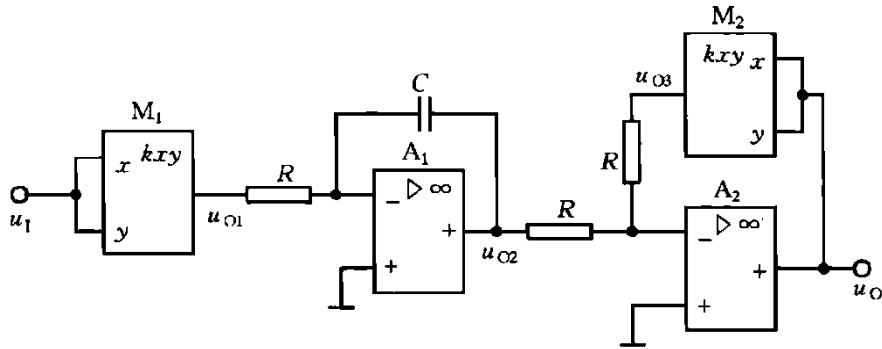 M₂
kxy x
y
u_O3
C
M₁
A₁
R
A₂
x kxy
y
R
▷ ∞
−
+
+
R
▷ ∞
−
+
+
u_I
u_O1
u_O2
u_O